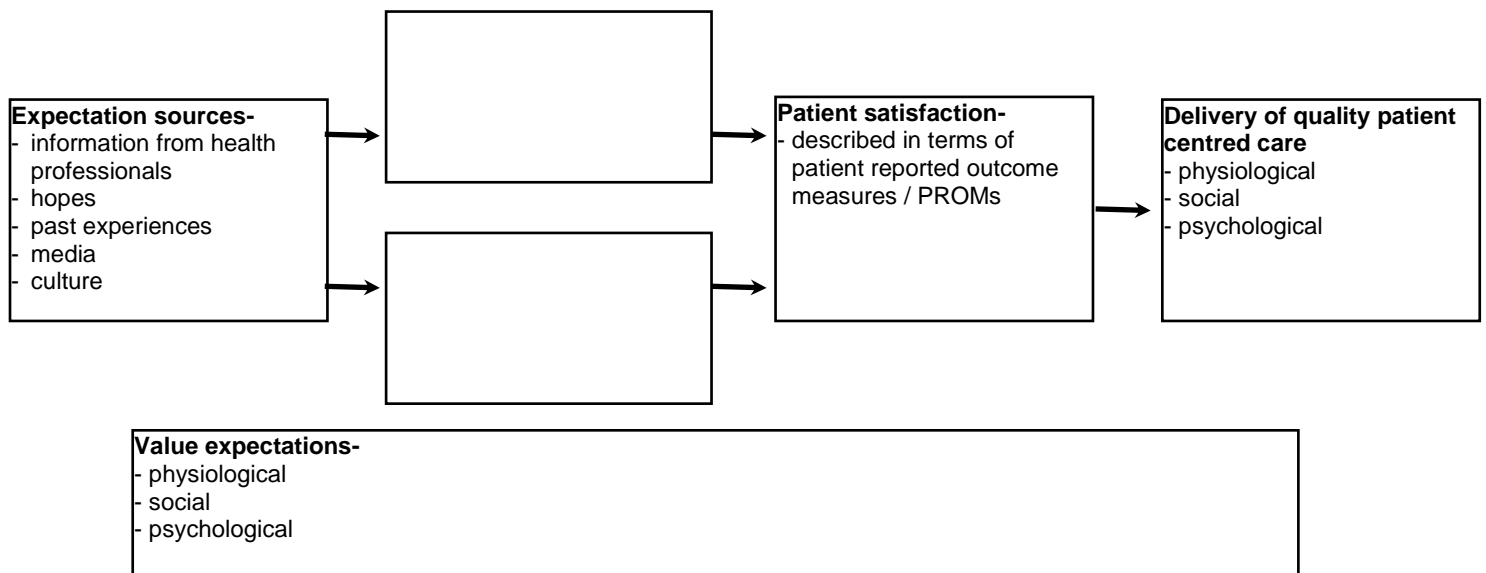 Expectation sources-
- information from health
professionals
- hopes
- past experiences
- media
- culture
Patient satisfaction-
- described in terms of
patient reported outcome
measures / PROMs
Delivery of quality patient
centred care
- physiological
- social
- psychological
Value expectations-
- physiological
- social
- psychological